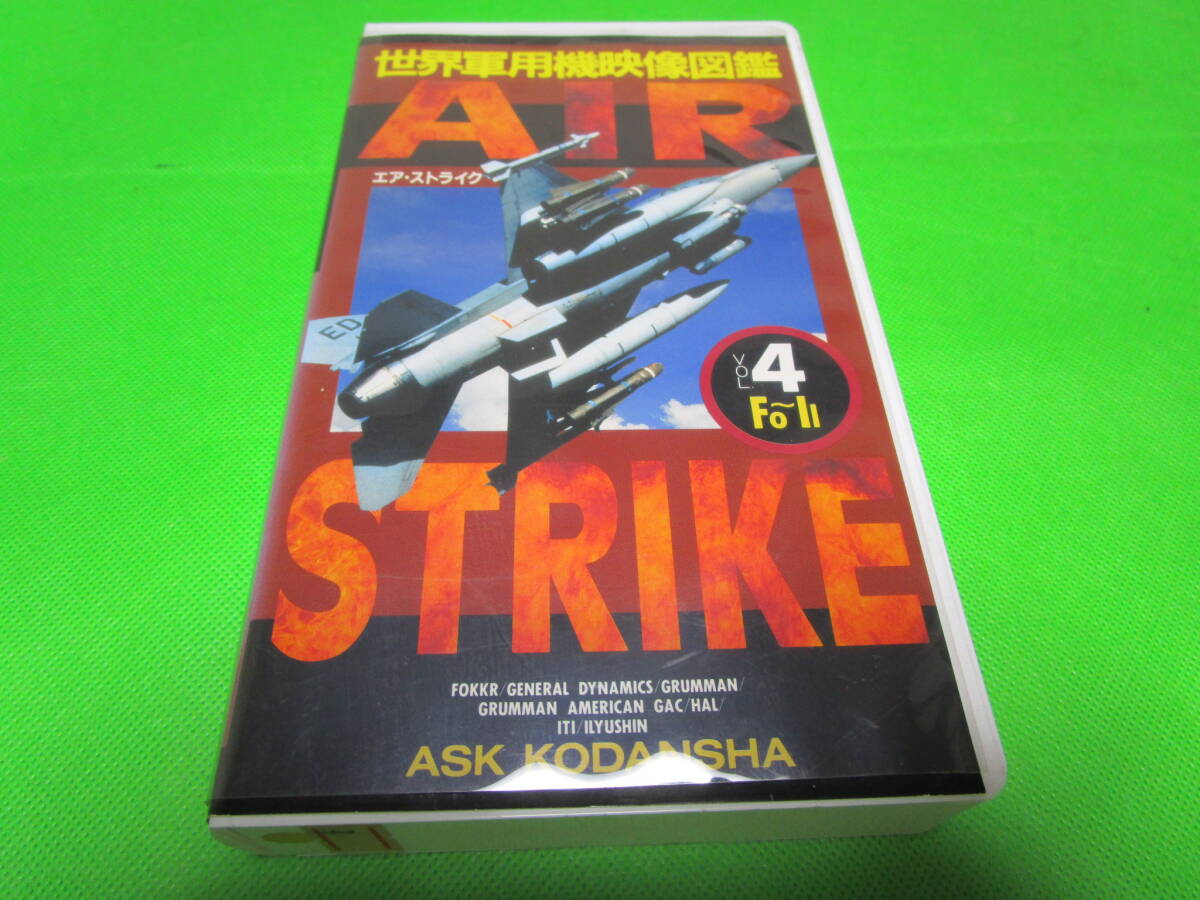 世界軍用機映像図鑑
AIR
エア・ストライク
ED
VOL. 4
Fo~Il
STRIKE
FOKKR/GENERAL DYNAMICS/GRUMMAN/
GRUMMAN AMERICAN GAC/HAL/
ITI/ILYUSHIN
ASK KODANSHA